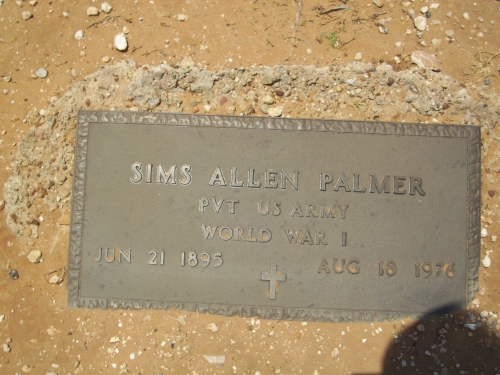 SIMS ALLEN PALMER
PVT US ARMY
WORLD WAR I
JUN 21 1895 AUG 18 1976